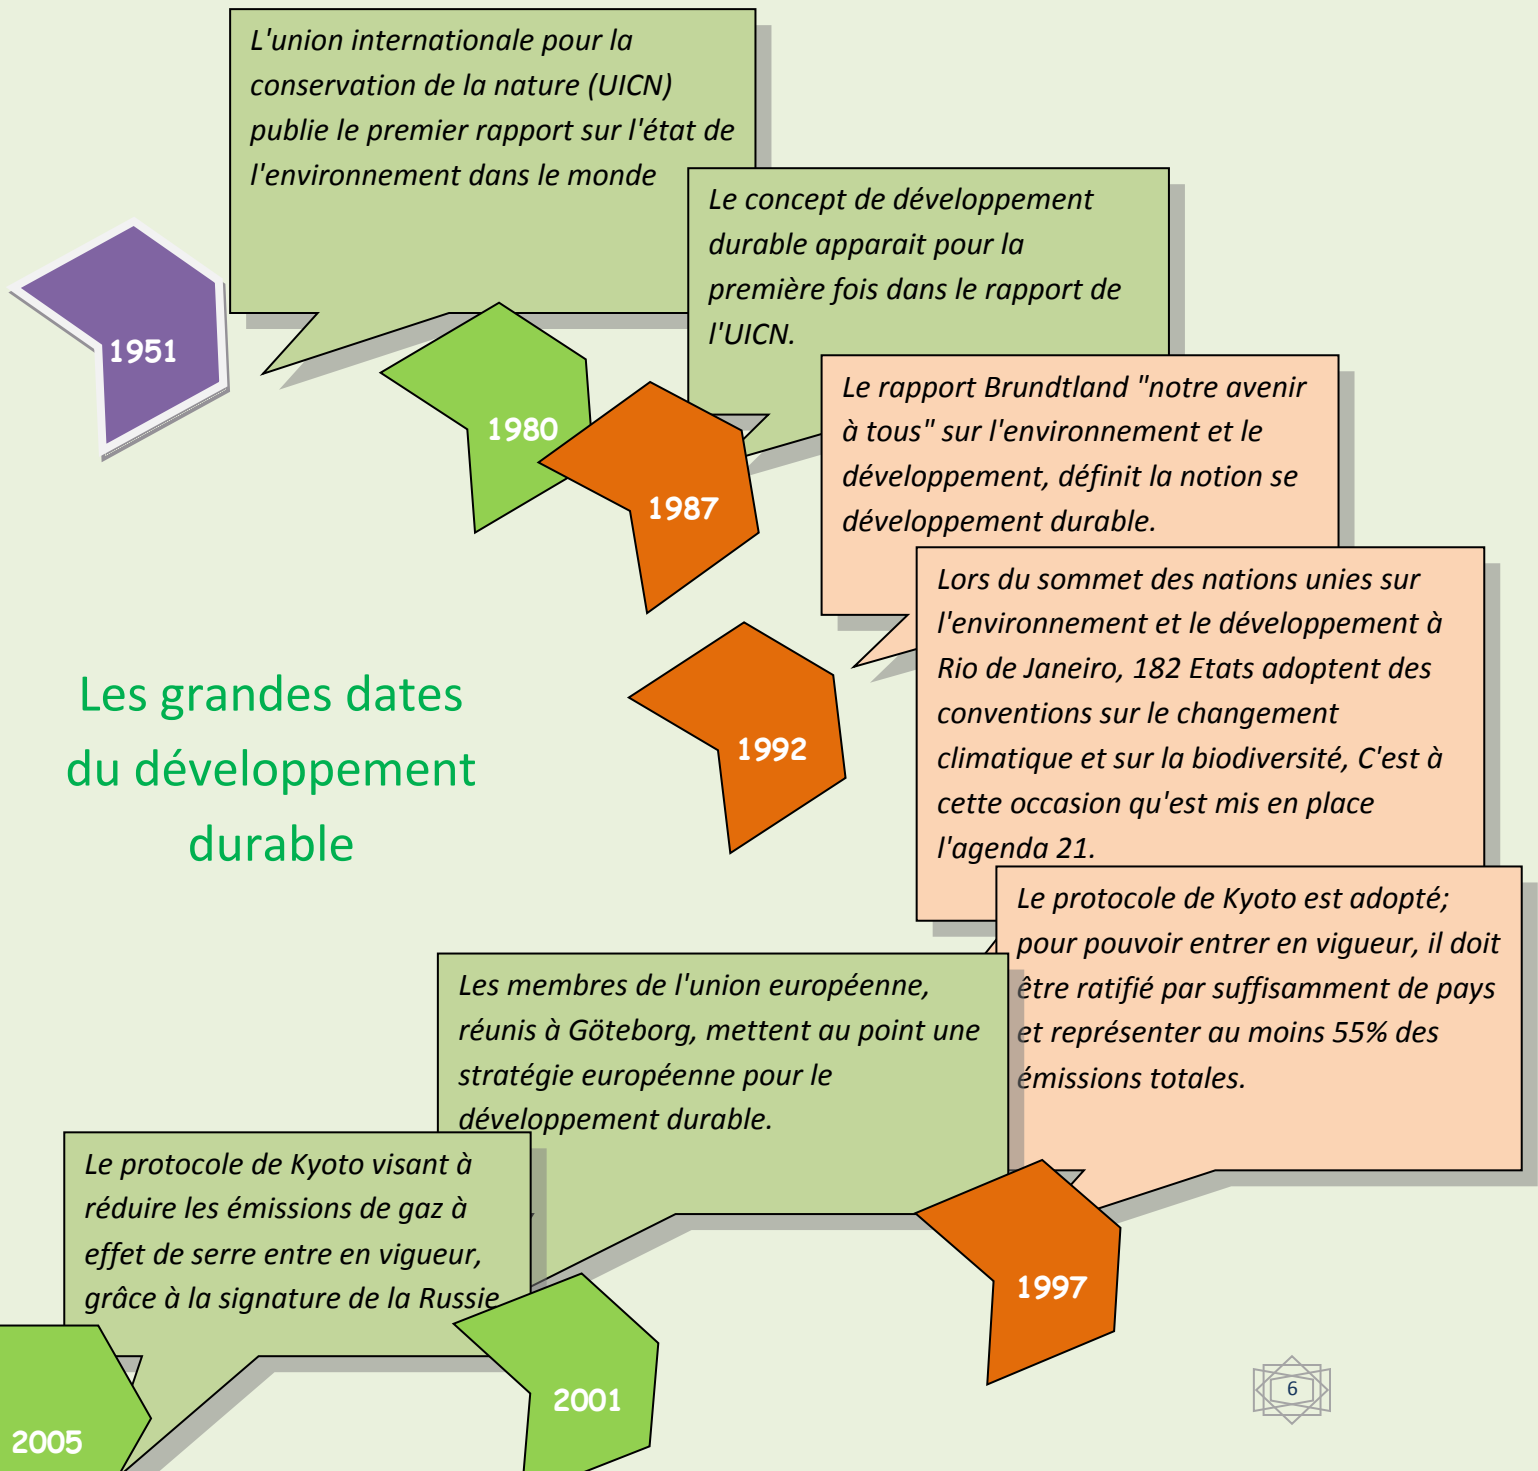 L'union internationale pour la
conservation de la nature (UICN)
publie le premier rapport sur l'état de
l'environnement dans le monde
1951
Le concept de développement
durable apparait pour la
première fois dans le rapport de
l'UICN.
1980
Le rapport Brundtland "notre avenir
à tous" sur l'environnement et le
développement, définit la notion se
développement durable.
1987
Lors du sommet des nations unies sur
l'environnement et le développement à
Rio de Janeiro, 182 Etats adoptent des
conventions sur le changement
climatique et sur la biodiversité, C'est à
cette occasion qu'est mis en place
l'agenda 21.
1992
Les grandes dates
du développement
durable
Le protocole de Kyoto est adopté;
pour pouvoir entrer en vigueur, il doit
être ratifié par suffisamment de pays
et représenter au moins 55% des
émissions totales.
1997
Les membres de l'union européenne,
réunis à Göteborg, mettent au point une
stratégie européenne pour le
développement durable.
2001
Le protocole de Kyoto visant à
réduire les émissions de gaz à
effet de serre entre en vigueur,
grâce à la signature de la Russie
2005
6